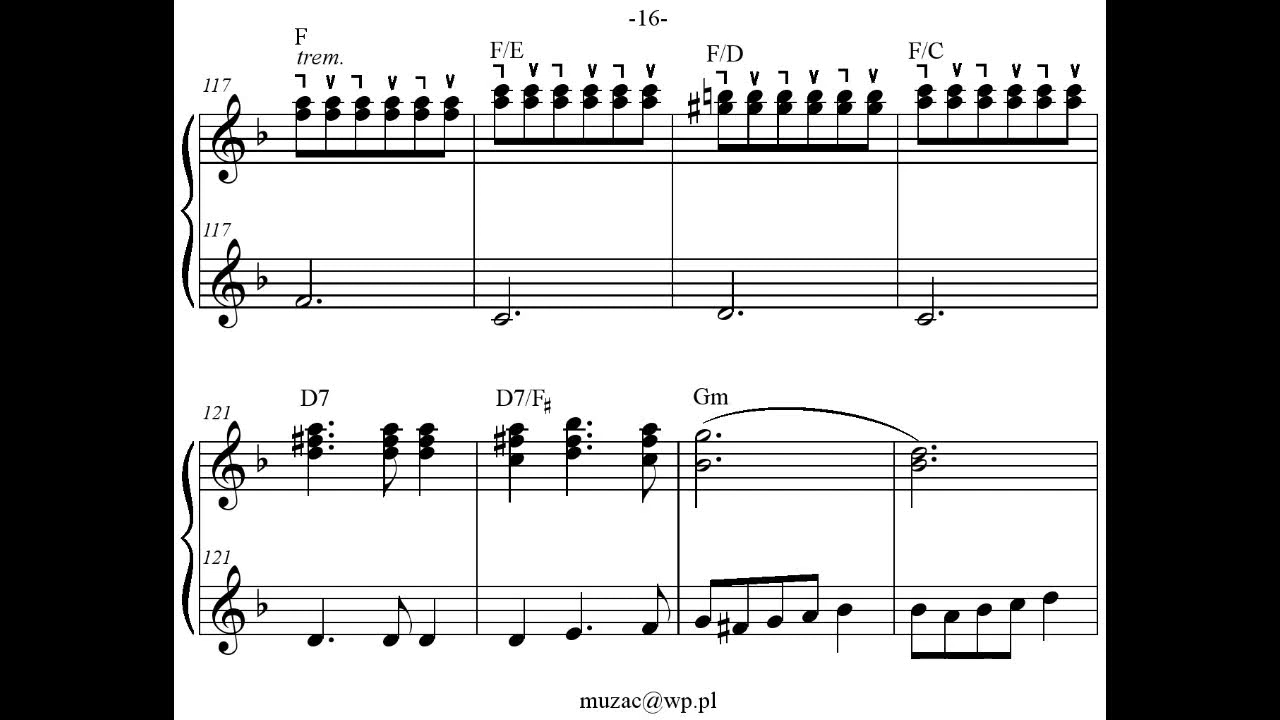 -16-
F F/E F/D F/C
trem.
117
117
D7 D7/F# Gm
121
121
muzac@wp.pl